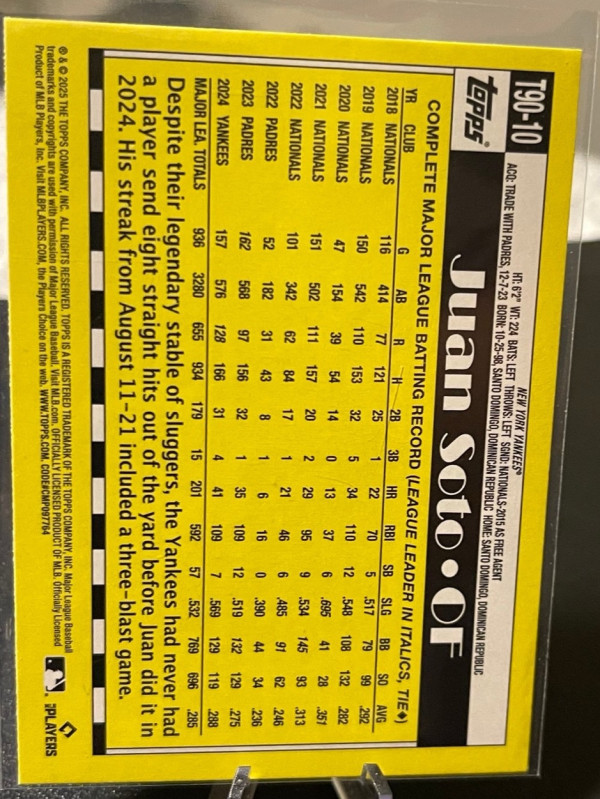 T90-10
topps®
NEW YORK YANKEES®
HT: 6'2" WT: 224 BATS: LEFT THROWS: LEFT SGND: NATIONALS-2015 AS FREE AGENT
ACQ: TRADE WITH PADRES, 12-7-23 BORN: 10-25-98, SANTO DOMINGO, DOMINICAN REPUBLIC HOME: SANTO DOMINGO, DOMINICAN REPUBLIC
Juan Soto • OF
COMPLETE MAJOR LEAGUE BATTING RECORD (LEAGUE LEADER IN ITALICS, TIE♦)
YR CLUB G AB R H 2B 3B HR RBI SB SLG BB SO AVG
2018 NATIONALS 116 414 77 121 25 1 22 70 5 .517 79 99 .292
2019 NATIONALS 150 542 110 153 32 5 34 110 12 .548 108 132 .282
2020 NATIONALS 47 154 39 54 14 0 13 37 6 .695 41 28 .351
2021 NATIONALS 151 502 111 157 20 2 29 95 9 .534 145 93 .313
2022 NATIONALS 101 342 62 84 17 1 21 46 6 .485 91 62 .246
2022 PADRES 52 182 31 43 8 1 6 16 0 .390 44 34 .236
2023 PADRES 162 568 97 156 32 1 35 109 12 .519 132 129 .275
2024 YANKEES 157 576 128 166 31 4 41 109 7 .569 129 119 .288
MAJOR LEA. TOTALS 936 3280 655 934 179 15 201 592 57 .532 769 696 .285
Despite their legendary stable of sluggers, the Yankees had never had
a player send eight straight hits out of the yard before Juan did it in
2024. His streak from August 11–21 included a three-blast game.
® & © 2025 THE TOPPS COMPANY, INC. ALL RIGHTS RESERVED. TOPPS IS A REGISTERED TRADEMARK OF THE TOPPS COMPANY, INC. Major League Baseball
trademarks and copyrights are used with permission of Major League Baseball. Visit MLB.com. OFFICIALLY LICENSED PRODUCT OF MLB. Officially Licensed
Product of MLB Players, Inc. Visit MLBPLAYERS.COM, the Players Choice on the web. WWW.TOPPS.COM. CODE#CMP097764
PLAYERS